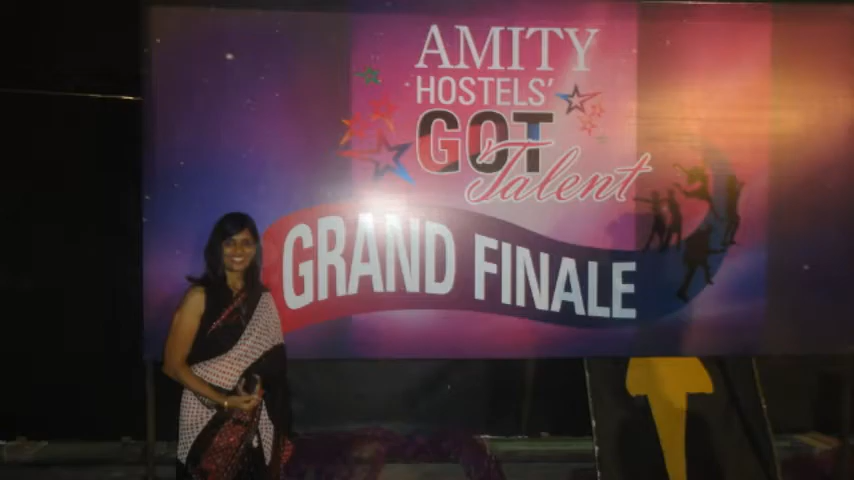 AMITY
HOSTELS'
GOT
Talent
GRAND FINALE